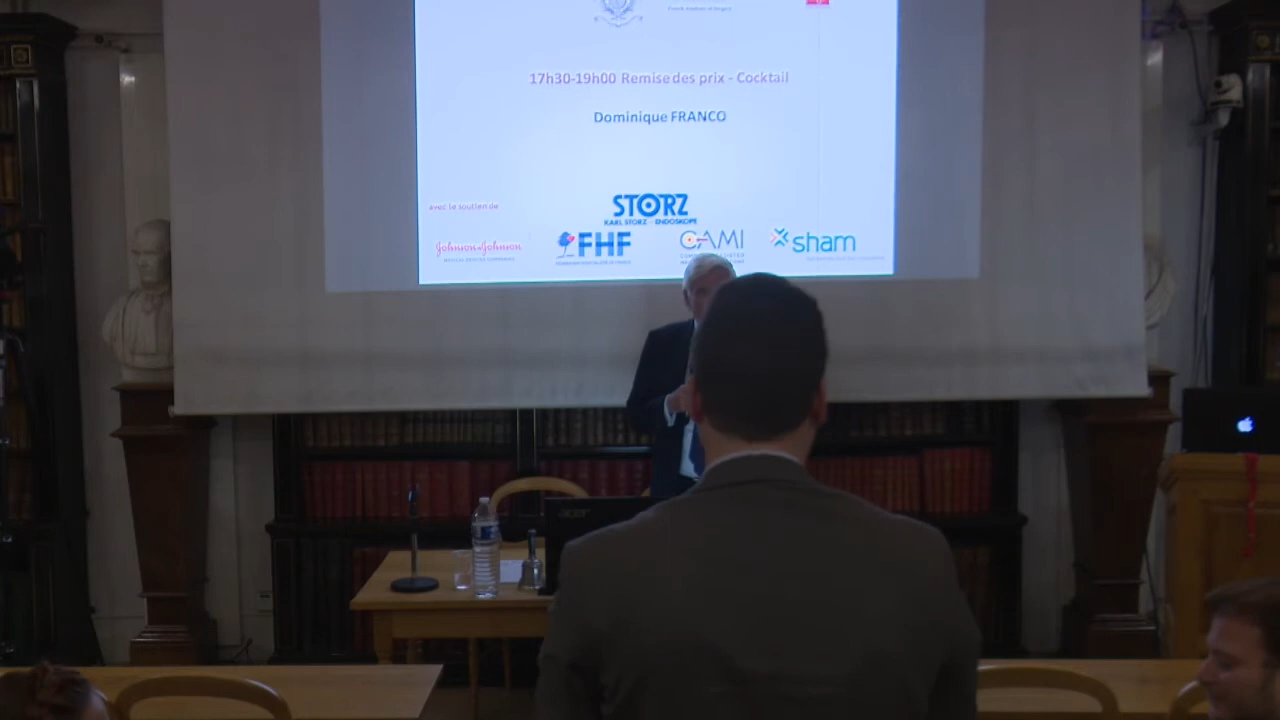 17h30-19h00 Remise des prix - Cocktail
Dominique FRANCO
avec le soutien de
STORZ
KARL STORZ - ENDOSKOPE
Johnson & Johnson
FHF
CAMI
sham
acer